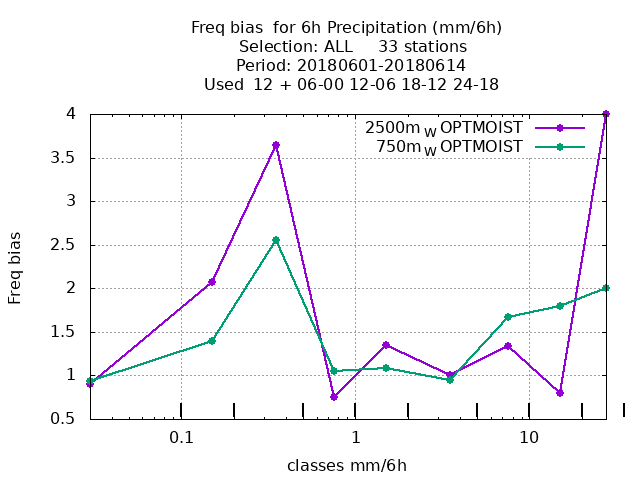 Freq bias  for 6h Precipitation (mm/6h)
Selection: ALL     33 stations
Period: 20180601-20180614
Used  12 + 06-00 12-06 18-12 24-18
2500m W OPTMOIST
750m W OPTMOIST
4
3.5
3
2.5
2
1.5
1
0.5
Freq bias
0.1 1 10
classes mm/6h